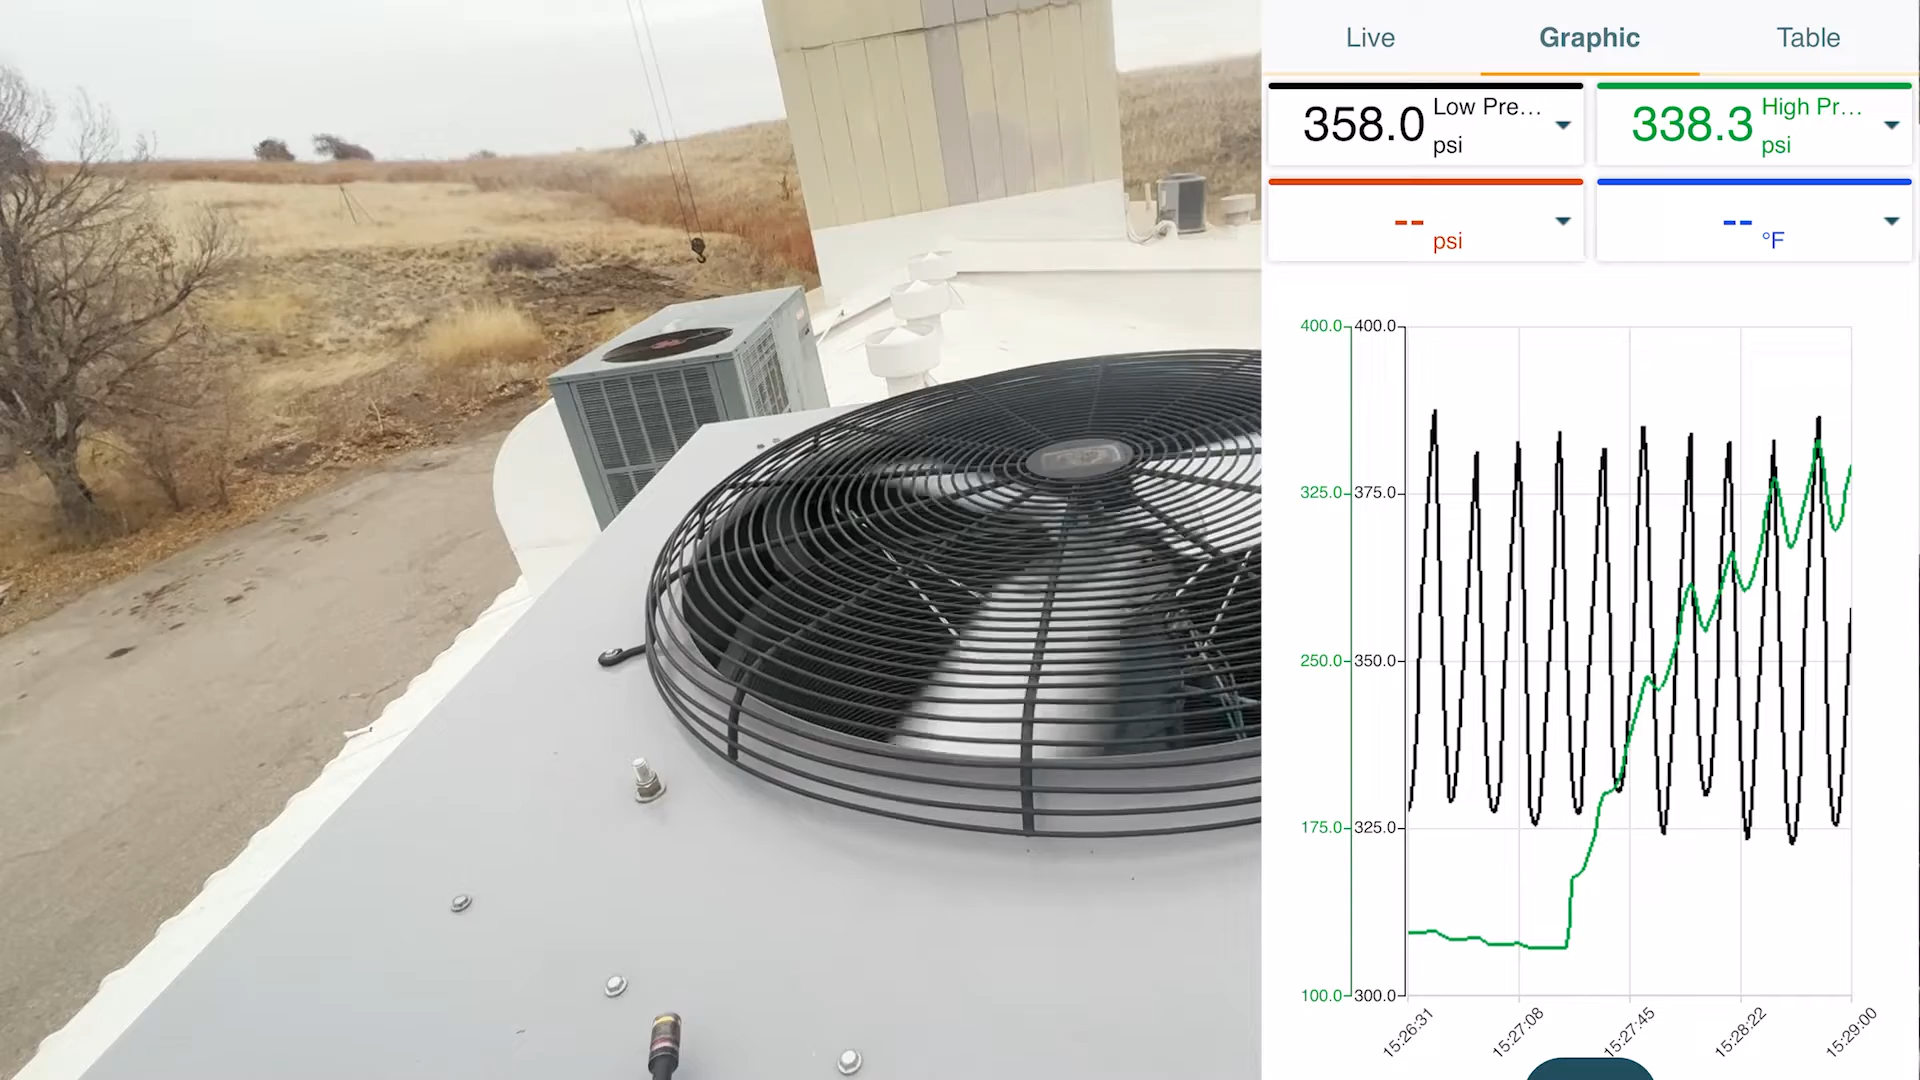 Live Graphic Table
358.0 Low Pre... psi
338.3 High Pr... psi
-- psi
-- °F
400.0 400.0
325.0 375.0
250.0 350.0
175.0 325.0
100.0 300.0
15:26:31 15:27:08 15:27:45 15:28:22 15:29:00